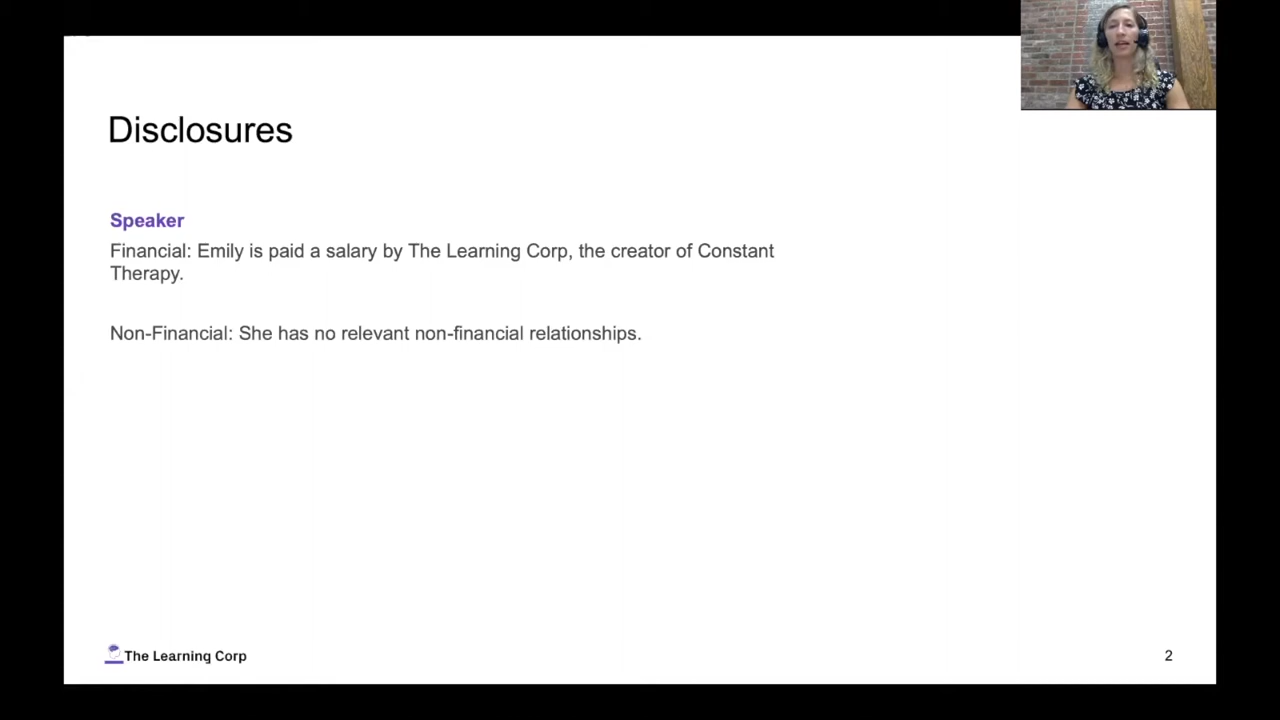 Disclosures
Speaker
Financial: Emily is paid a salary by The Learning Corp, the creator of Constant
Therapy.
Non-Financial: She has no relevant non-financial relationships.
The Learning Corp
2